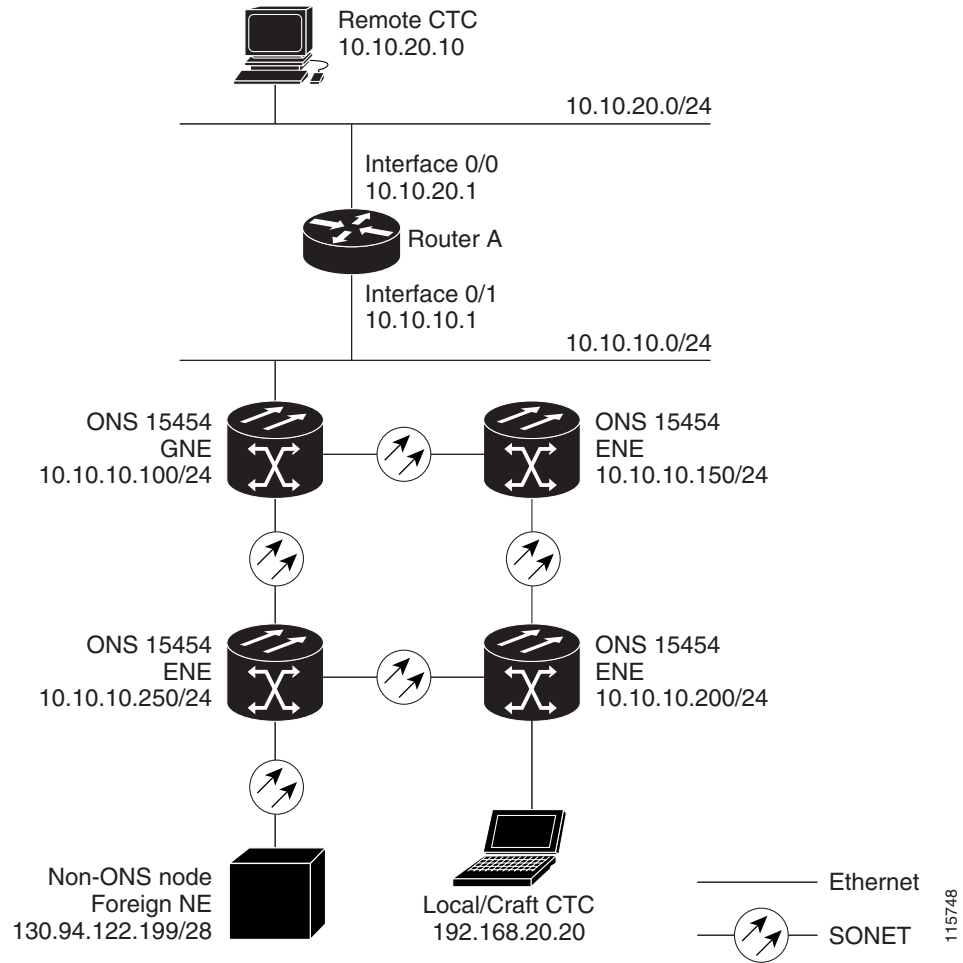 Remote CTC
10.10.20.10
10.10.20.0/24
Interface 0/0
10.10.20.1
Router A
Interface 0/1
10.10.10.1
10.10.10.0/24
ONS 15454
GNE
10.10.10.100/24
ONS 15454
ENE
10.10.10.150/24
ONS 15454
ENE
10.10.10.250/24
ONS 15454
ENE
10.10.10.200/24
Non-ONS node
Foreign NE
130.94.122.199/28
Local/Craft CTC
192.168.20.20
Ethernet
SONET
115748